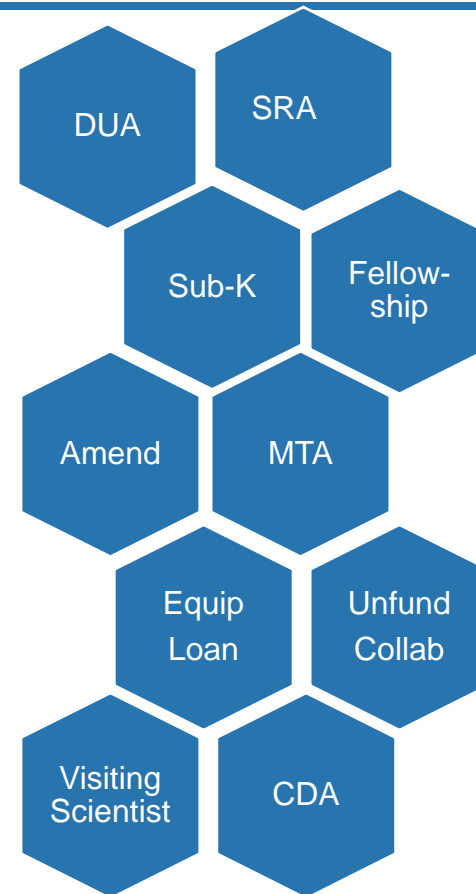 DUA
SRA
Sub-K
Fellow-
ship
Amend
MTA
Equip
Loan
Unfund
Collab
Visiting
Scientist
CDA